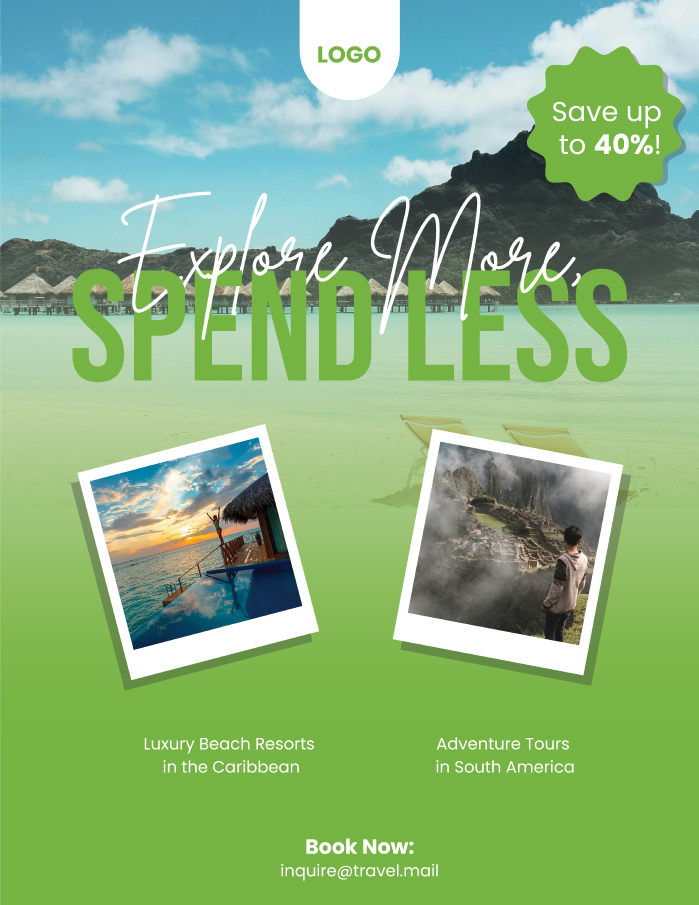 LOGO
Save up
to 40%!
Explore More,
SPEND LESS
Luxury Beach Resorts
in the Caribbean
Adventure Tours
in South America
Book Now:
inquire@travel.mail